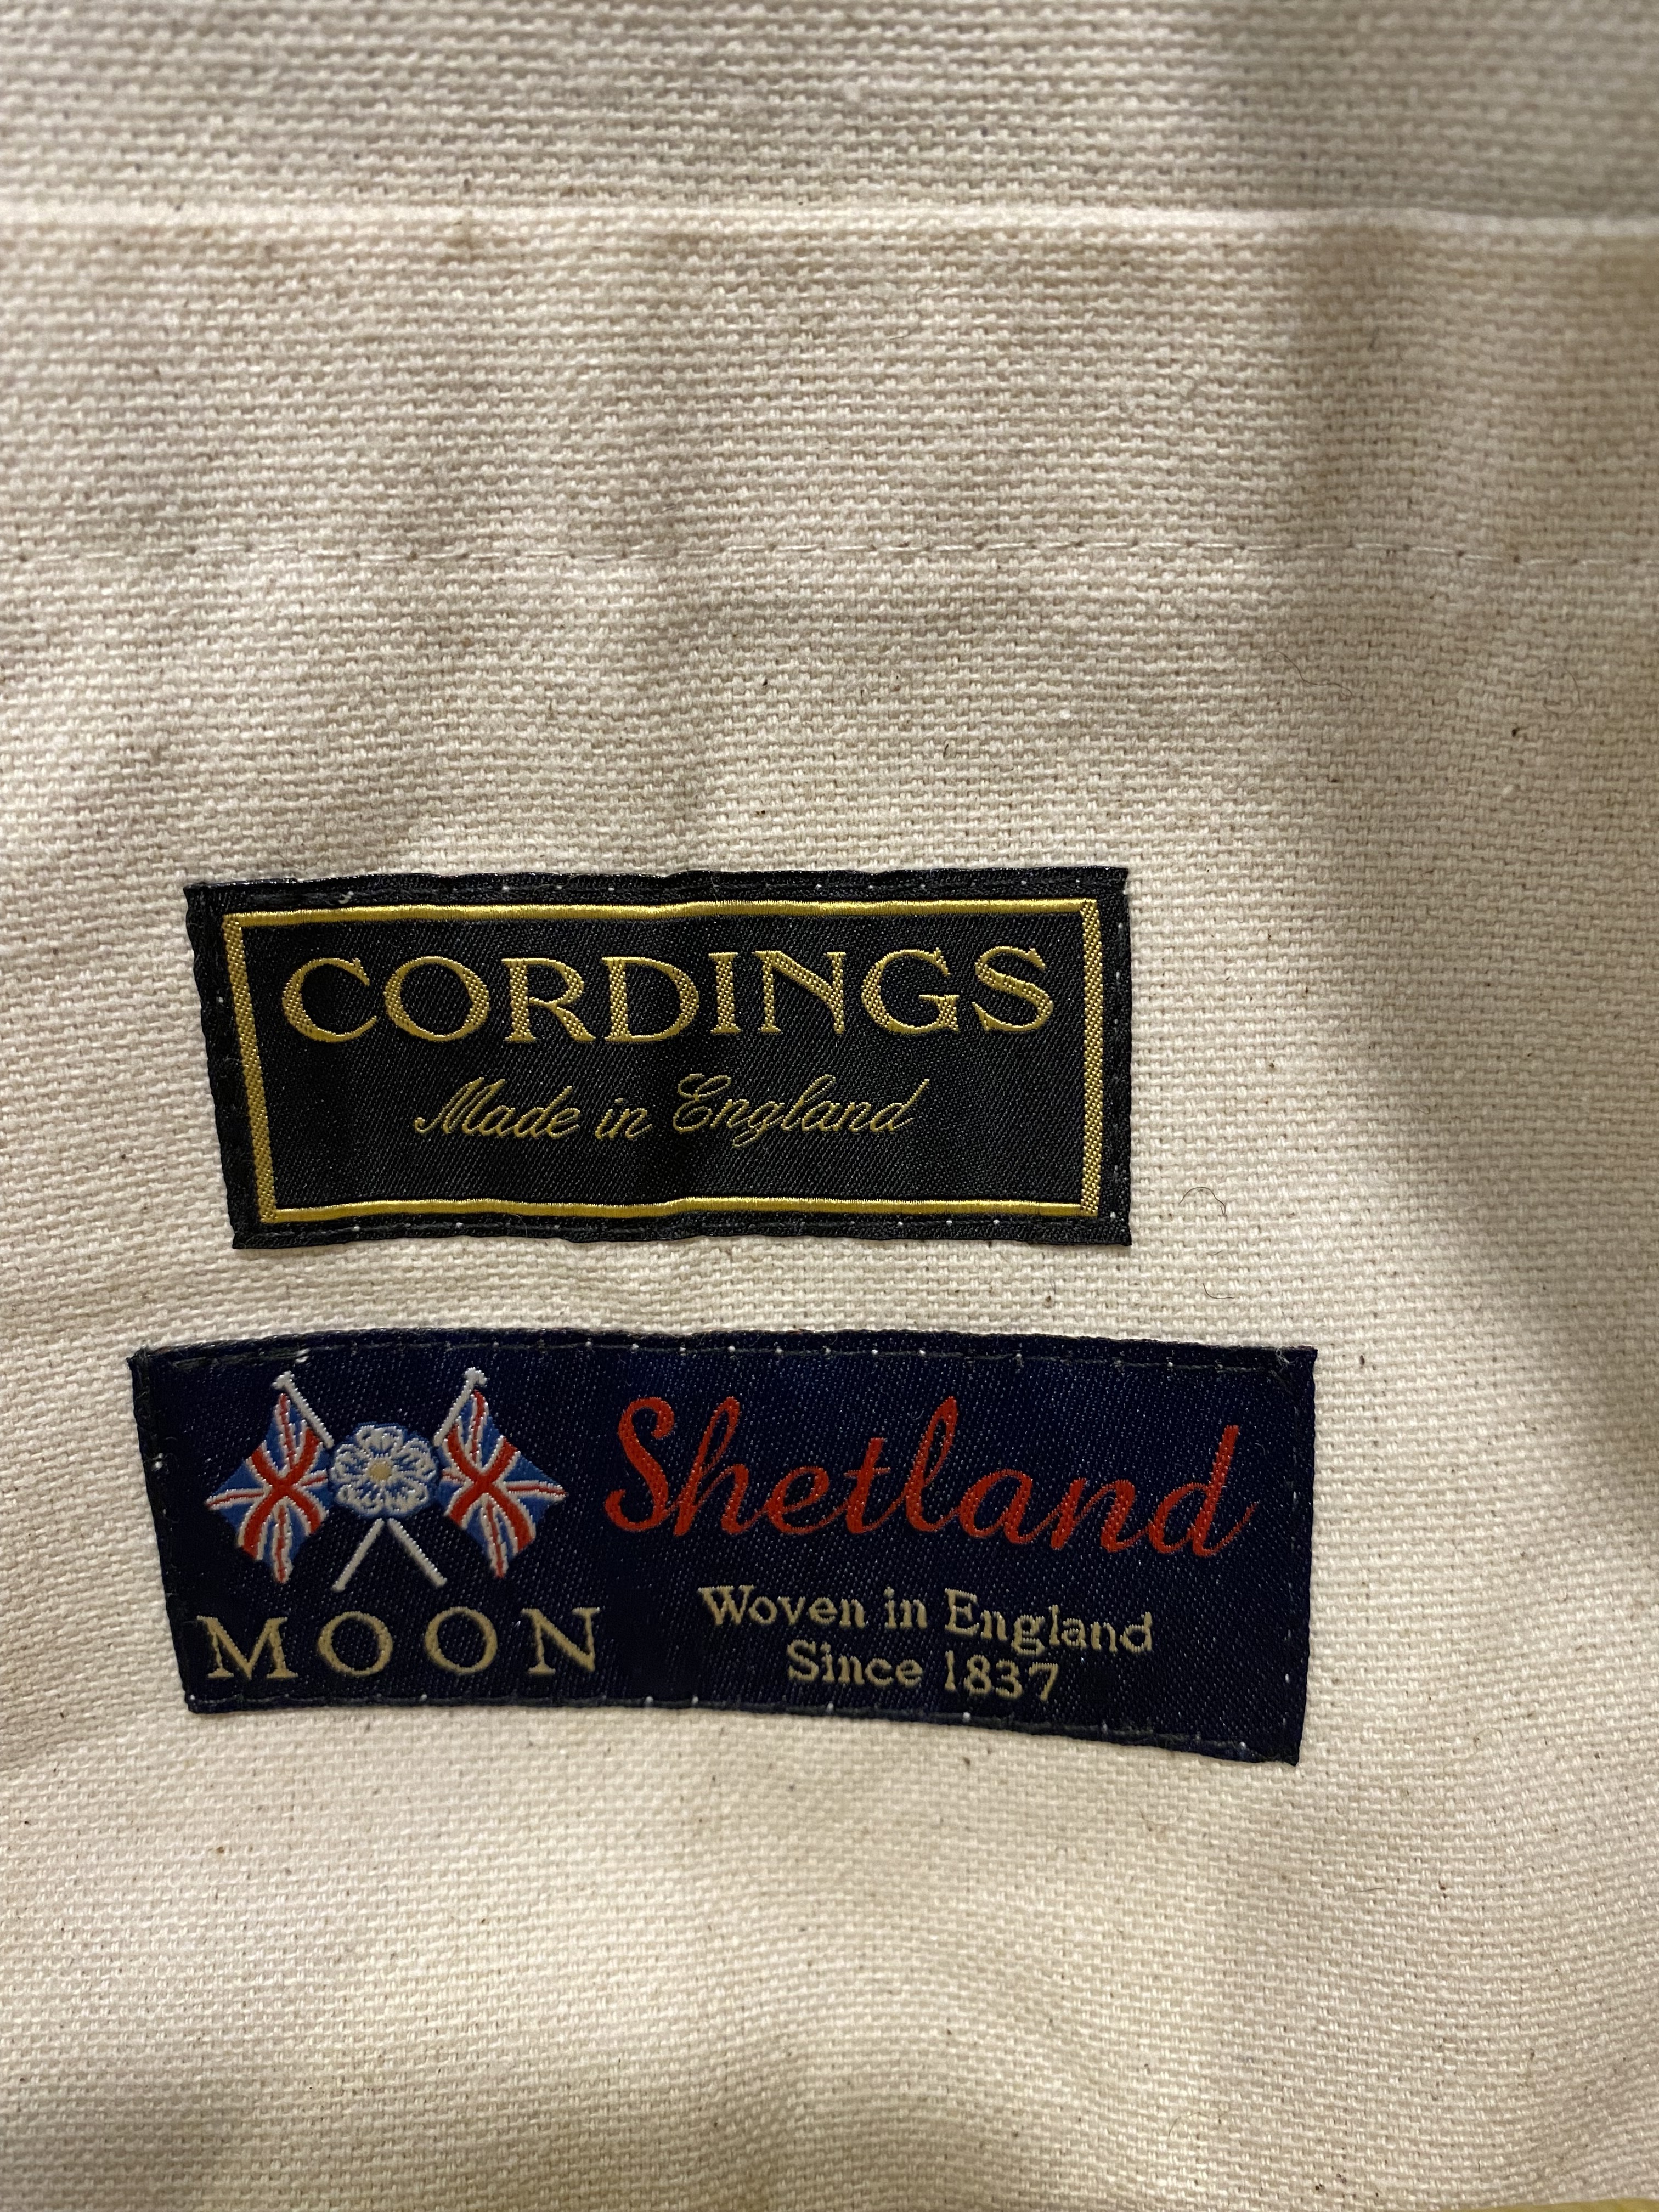 CORDINGS
Made in England
Shetland
MOON
Woven in England
Since 1837